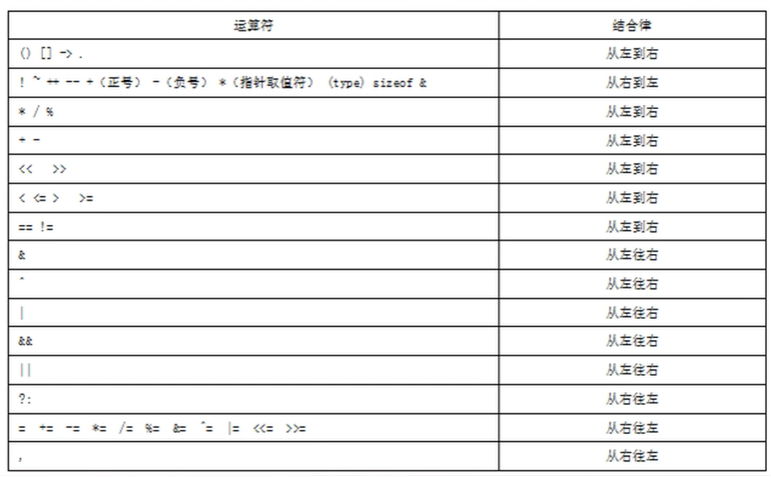 运算符 结合律
() [] -> . 从左到右
! ~ ++ -- +（正号） -（负号） *（指针取值符） (type) sizeof & 从右到左
* / % 从左到右
+ - 从左到右
<< >> 从左到右
< <= > >= 从左到右
== != 从左到右
& 从左往右
^ 从左往右
| 从左往右
&& 从左往右
|| 从左往右
?: 从右往左
= += -= *= /= %= &= ^= |= <<= >>= 从右往左
, 从右往左